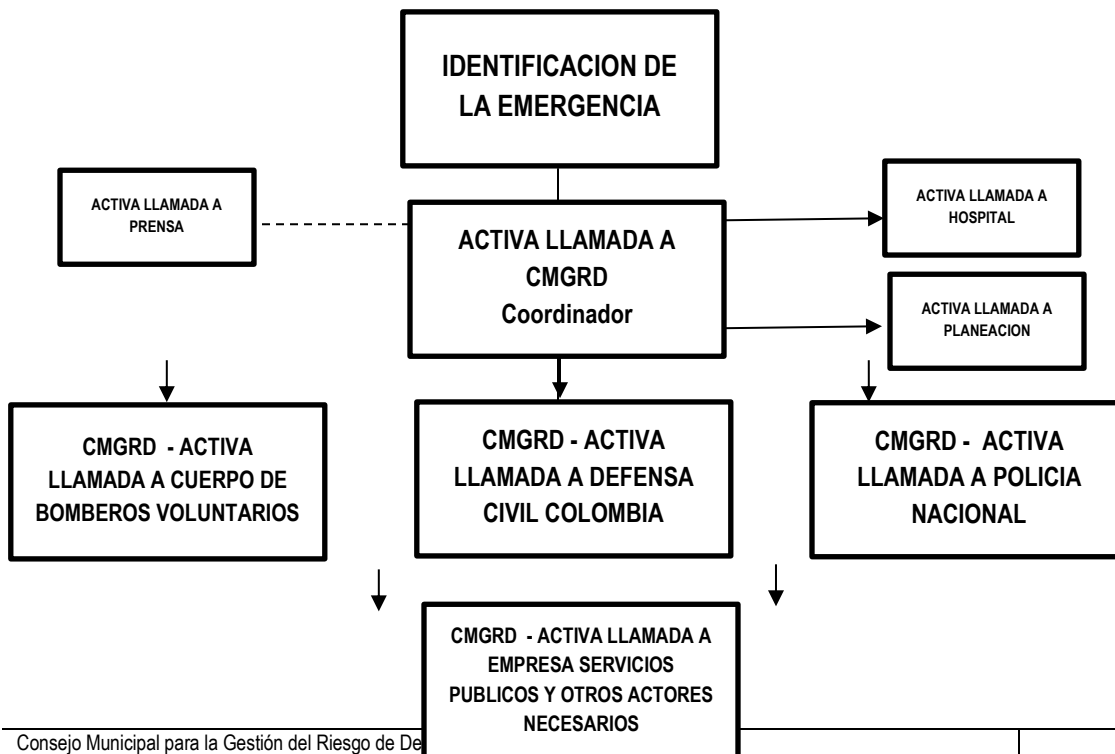 IDENTIFICACION DE
LA EMERGENCIA
ACTIVA LLAMADA A
PRENSA
ACTIVA LLAMADA A
CMGRD
Coordinador
ACTIVA LLAMADA A
HOSPITAL
ACTIVA LLAMADA A
PLANEACION
CMGRD - ACTIVA
LLAMADA A CUERPO DE
BOMBEROS VOLUNTARIOS
CMGRD - ACTIVA
LLAMADA A DEFENSA
CIVIL COLOMBIA
CMGRD - ACTIVA
LLAMADA A POLICIA
NACIONAL
CMGRD - ACTIVA LLAMADA A
EMPRESA SERVICIOS
PUBLICOS Y OTROS ACTORES
NECESARIOS
Consejo Municipal para la Gestión del Riesgo de De